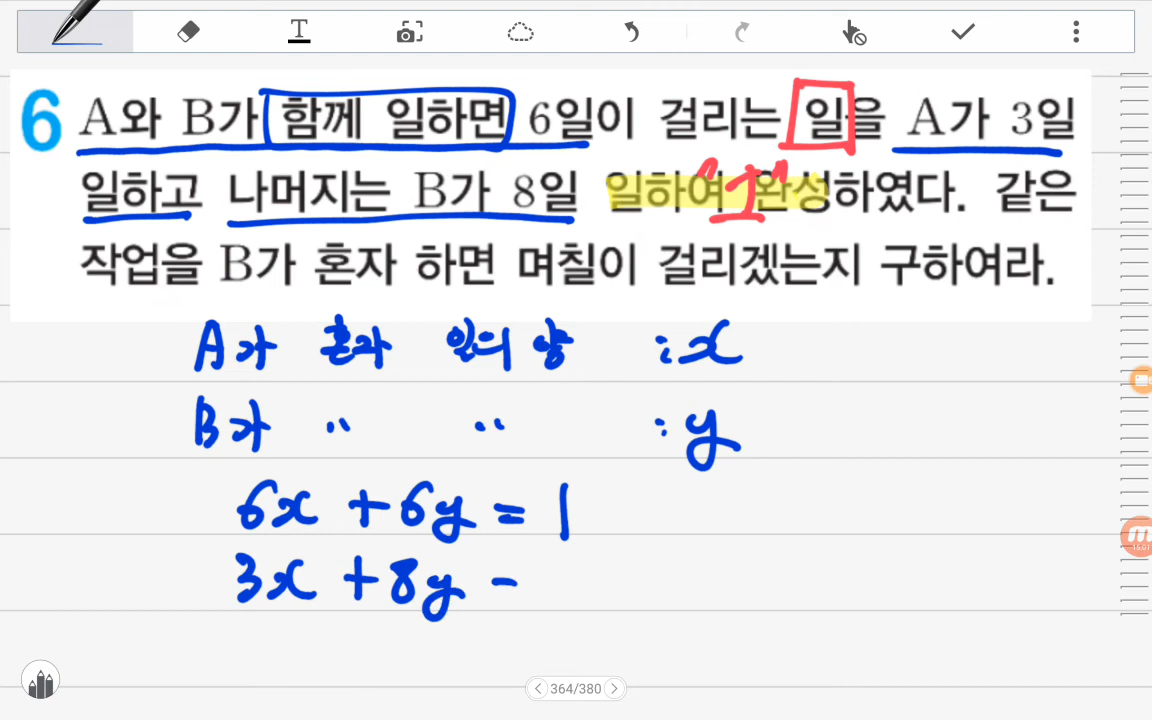 T
6 A와 B가 함께 일하면 6일이 걸리는 일을 A가 3일
일하고 나머지는 B가 8일 일하여 완성하였다. 같은
"1"
작업을 B가 혼자 하면 며칠이 걸리겠는지 구하여라.
A가 혼자 일의 양 : x
B가 〃 〃 : y
6x + 6y = 1
3x + 8y -
364/380